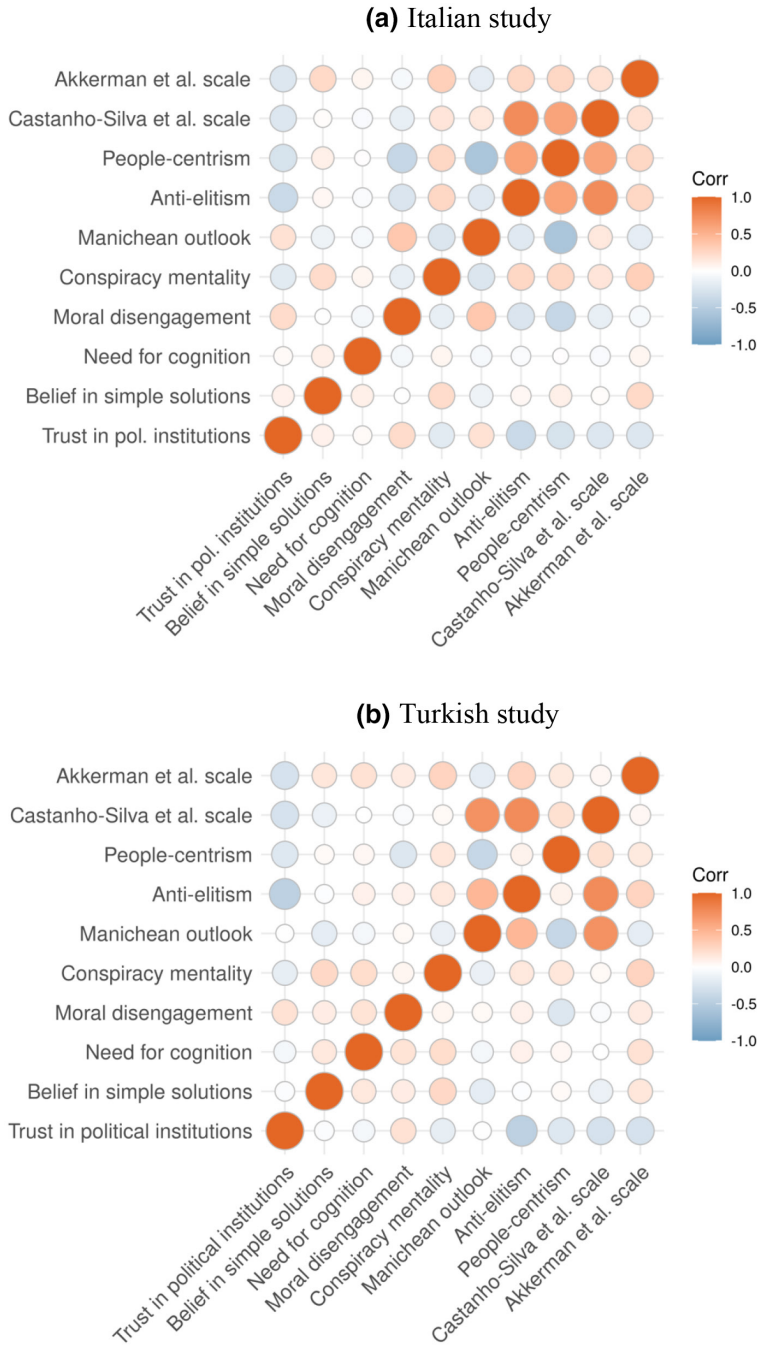 (a) Italian study
Akkerman et al. scale
Castanho-Silva et al. scale
People-centrism
Anti-elitism
Manichean outlook
Conspiracy mentality
Moral disengagement
Need for cognition
Belief in simple solutions
Trust in pol. institutions
Corr
1.0
0.5
0.0
-0.5
-1.0
Trust in pol. institutions
Belief in simple solutions
Need for cognition
Moral disengagement
Conspiracy mentality
Manichean outlook
Anti-elitism
People-centrism
Castanho-Silva et al. scale
Akkerman et al. scale
(b) Turkish study
Akkerman et al. scale
Castanho-Silva et al. scale
People-centrism
Anti-elitism
Manichean outlook
Conspiracy mentality
Moral disengagement
Need for cognition
Belief in simple solutions
Trust in political institutions
Corr
1.0
0.5
0.0
-0.5
-1.0
Trust in political institutions
Belief in simple solutions
Need for cognition
Moral disengagement
Conspiracy mentality
Manichean outlook
Anti-elitism
People-centrism
Castanho-Silva et al. scale
Akkerman et al. scale